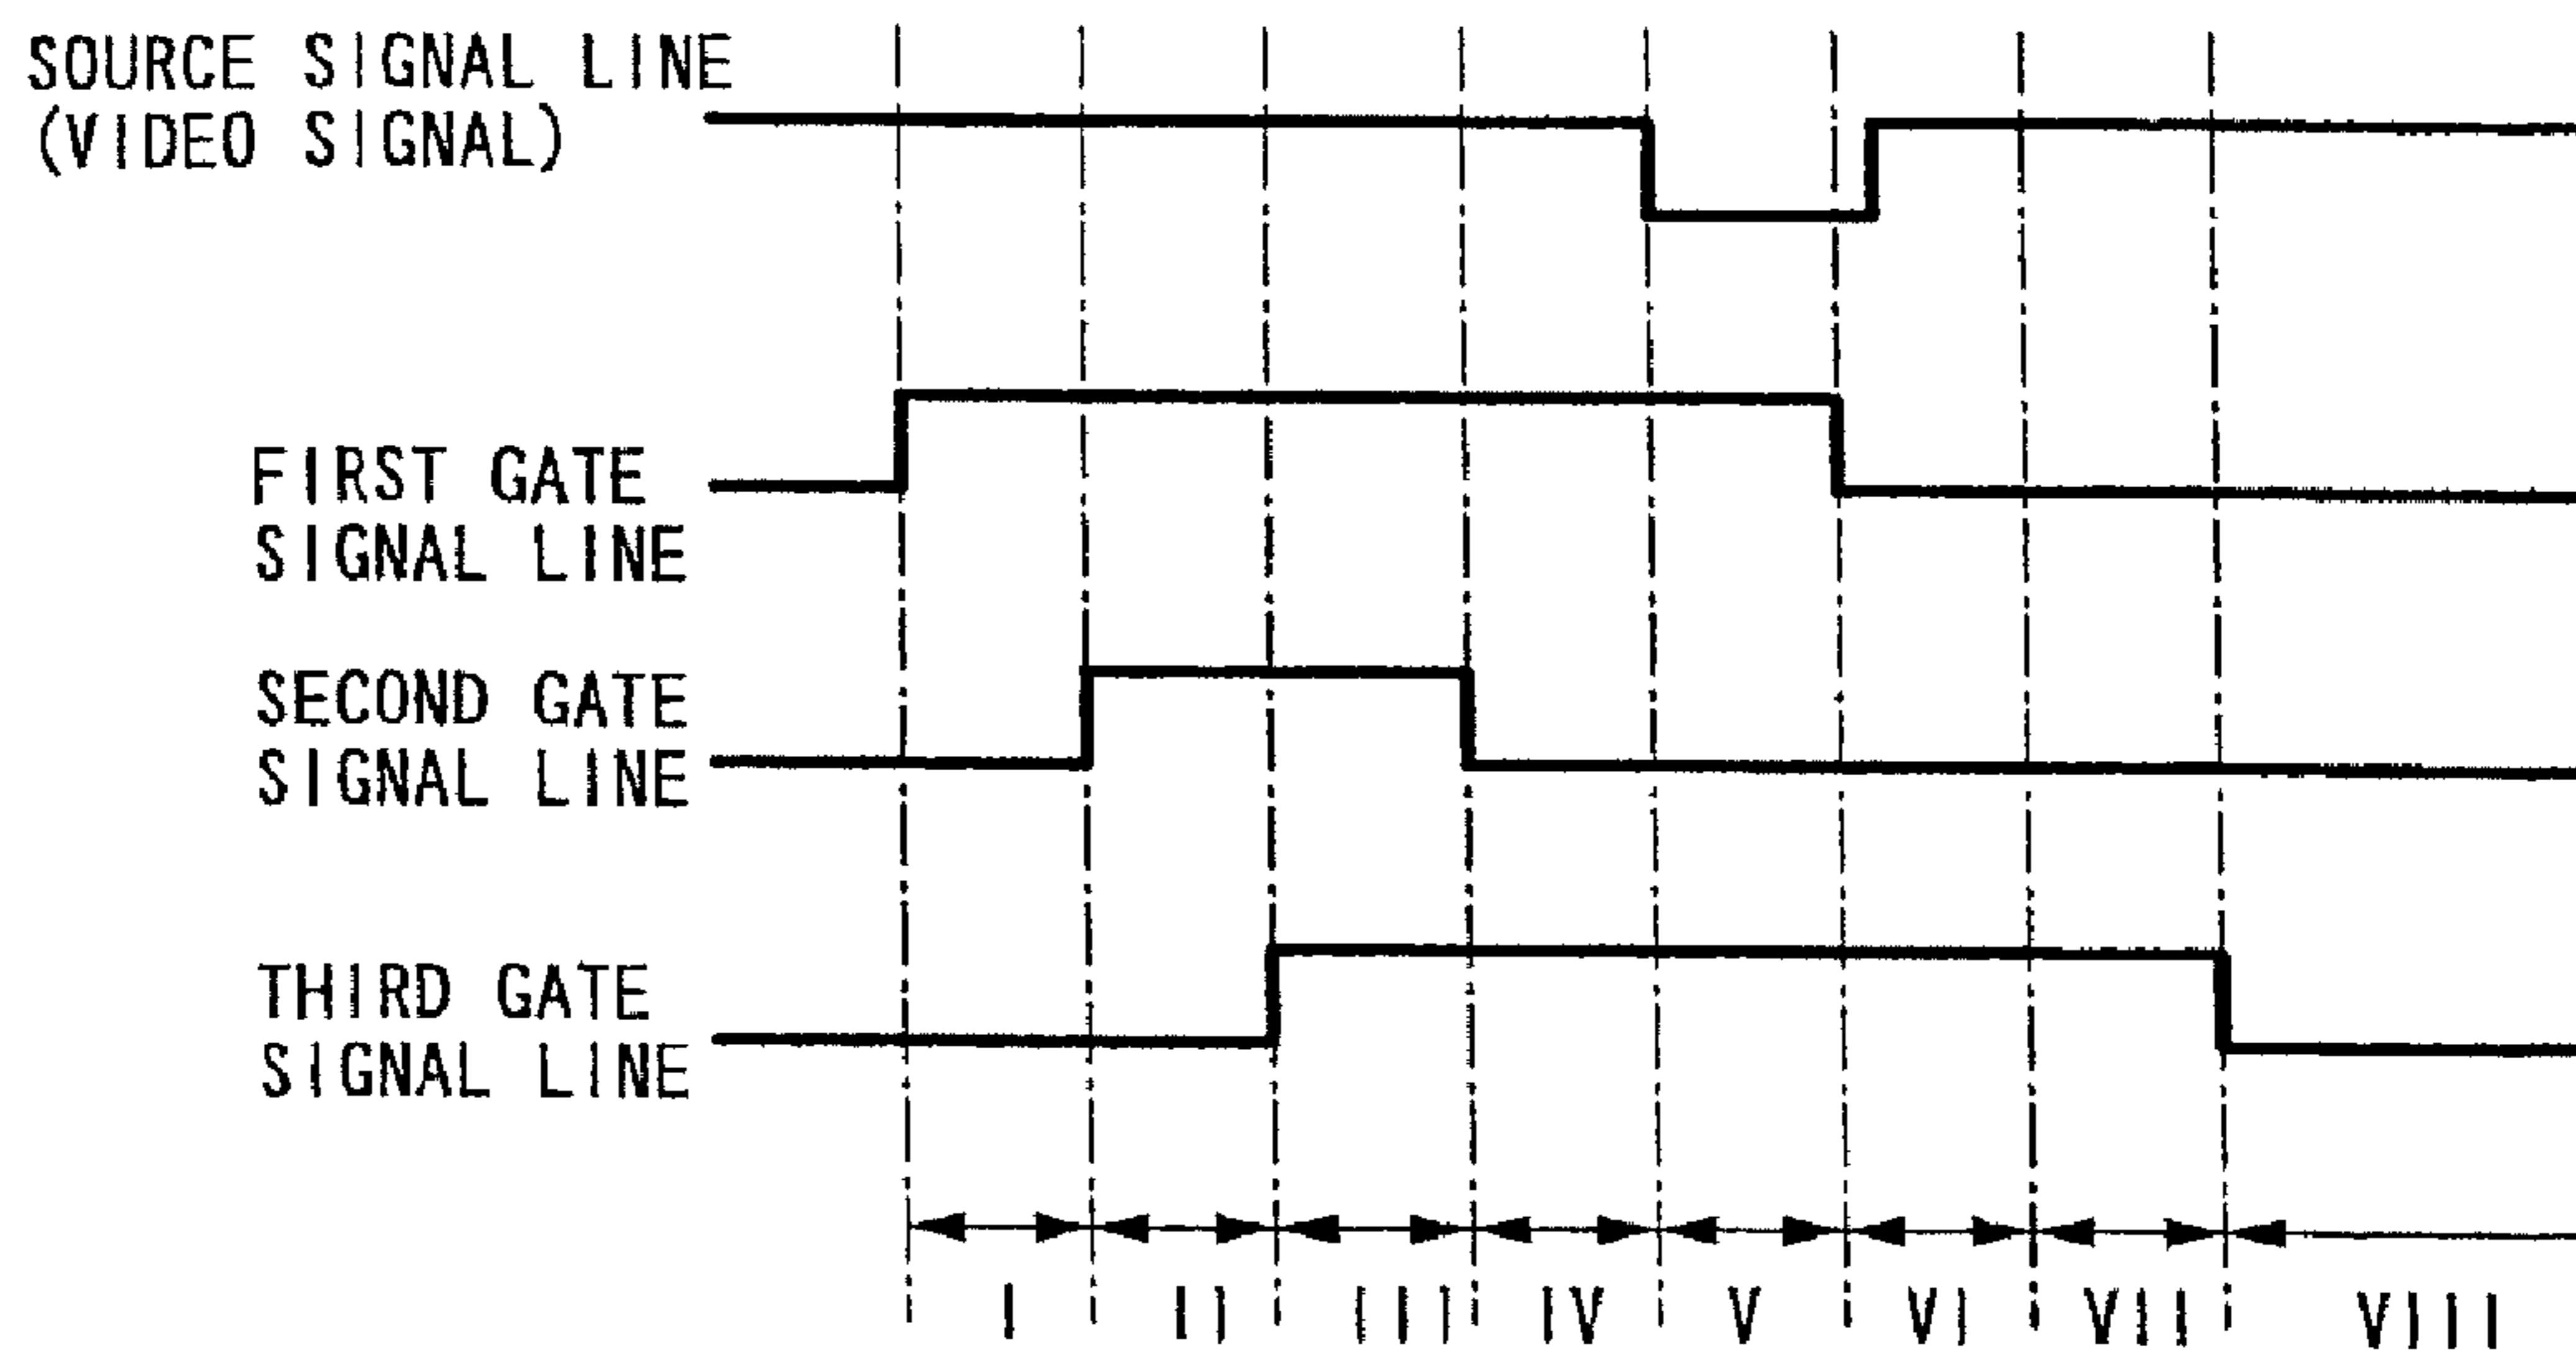 SOURCE SIGNAL LINE
(VIDEO SIGNAL)
FIRST GATE
SIGNAL LINE
SECOND GATE
SIGNAL LINE
THIRD GATE
SIGNAL LINE
I II III IV V VI VII VIII